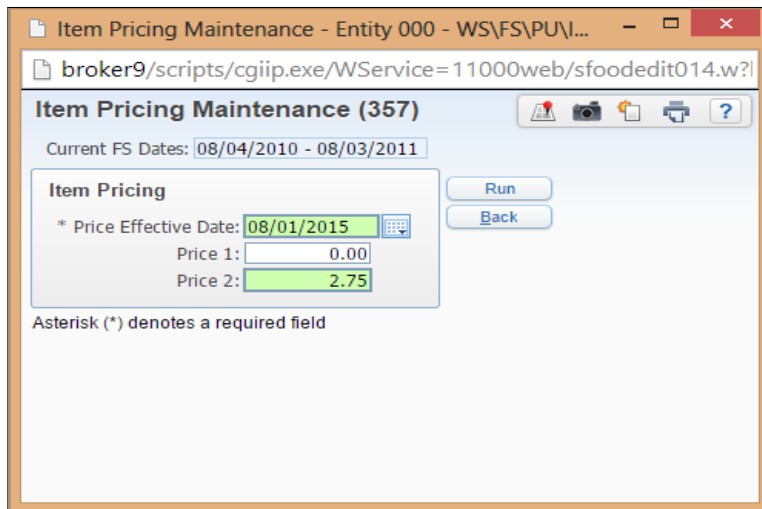 Item Pricing Maintenance - Entity 000 - WS\FS\PU\I...
broker9/scripts/cgiip.exe/WService=11000web/sfoodedit014.w?
Item Pricing Maintenance (357)
?
Current FS Dates: 08/04/2010 - 08/03/2011
Item Pricing
Run
* Price Effective Date: 08/01/2015
Back
Price 1: 0.00
Price 2: 2.75
Asterisk (*) denotes a required field